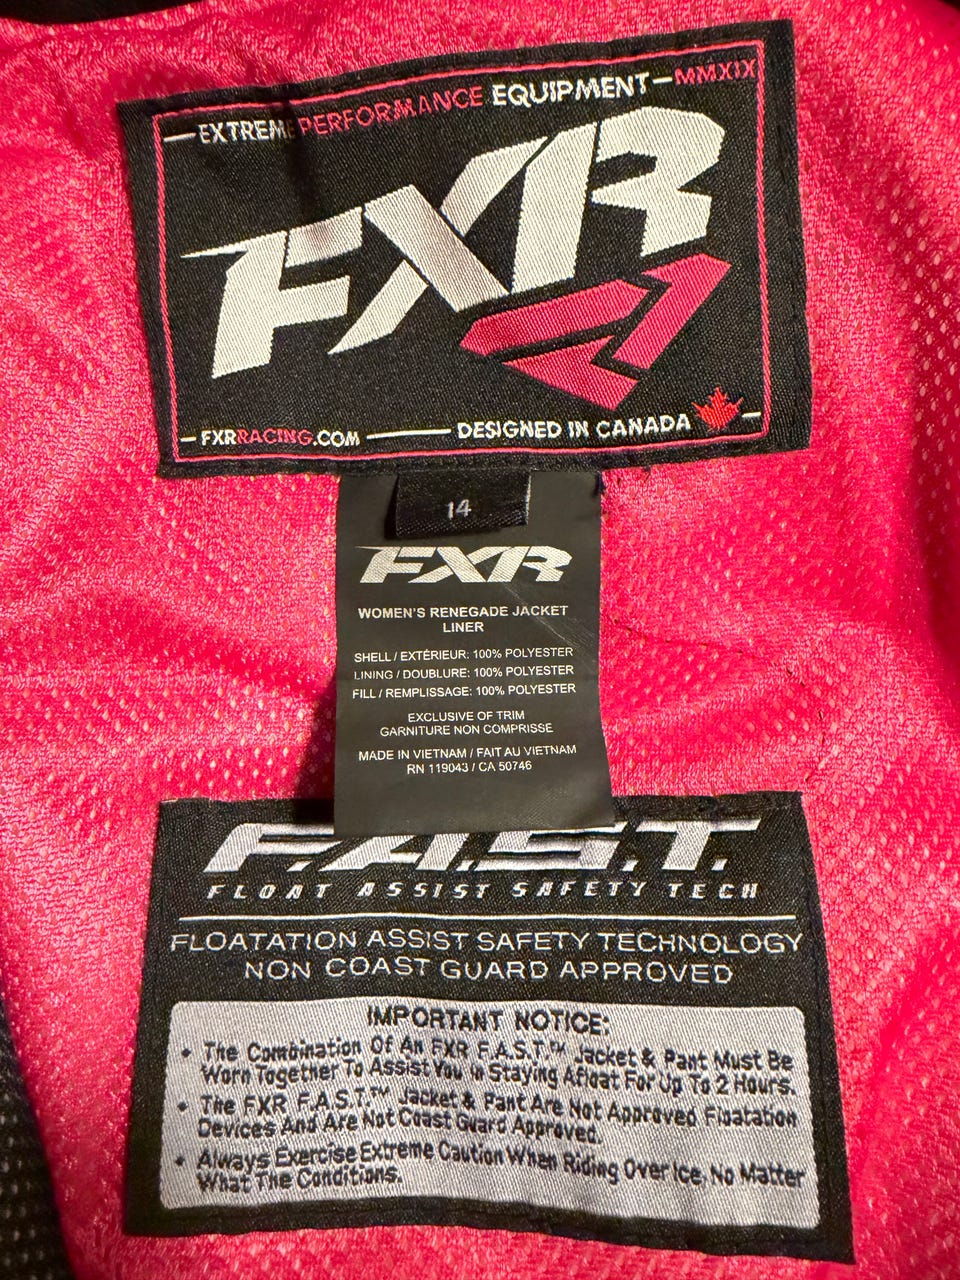 EXTREME PERFORMANCE EQUIPMENT — MMXIX
FXR
FXRRACING.COM — DESIGNED IN CANADA
14
FXR
WOMEN'S RENEGADE JACKET
LINER
SHELL / EXTÉRIEUR: 100% POLYESTER
LINING / DOUBLURE: 100% POLYESTER
FILL / REMPLISSAGE: 100% POLYESTER
EXCLUSIVE OF TRIM
GARNITURE NON COMPRISE
MADE IN VIETNAM / FAIT AU VIETNAM
RN 119043 / CA 50746
F.A.S.T.
FLOAT ASSIST SAFETY TECH
FLOATATION ASSIST SAFETY TECHNOLOGY
NON COAST GUARD APPROVED
IMPORTANT NOTICE:
• The Combination Of An FXR F.A.S.T.™ Jacket & Pant Must Be
Worn Together To Assist You in Staying Afloat For Up To 2 Hours.
• The FXR F.A.S.T.™ Jacket & Pant Are Not Approved Floatation
Devices And Are Not Coast Guard Approved.
• Always Exercise Extreme Caution When Riding Over Ice, No Matter
What The Conditions.